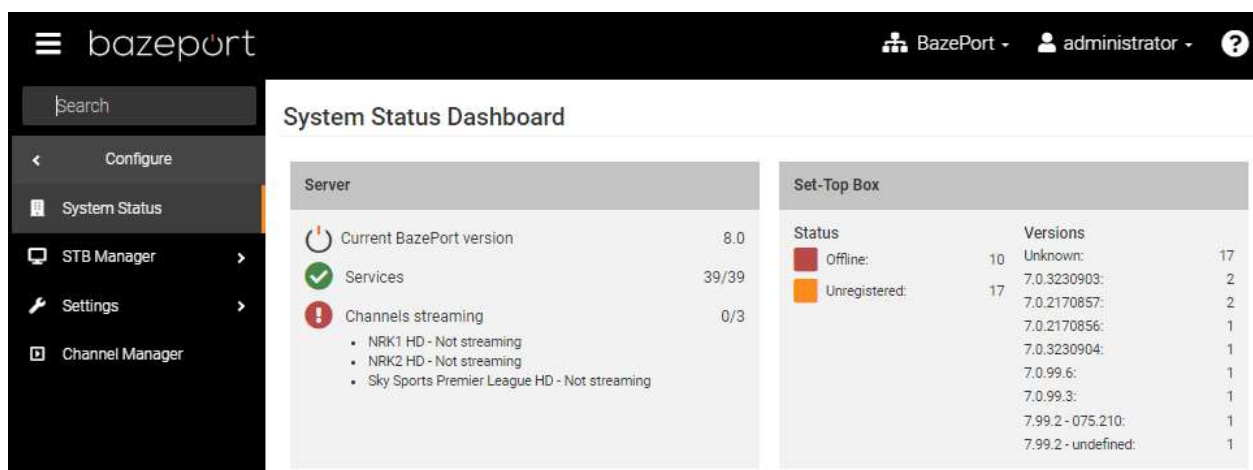 bazeport
BazePort
administrator
?
Search
Configure
System Status
STB Manager
Settings
Channel Manager
System Status Dashboard
Server
Current BazePort version 8.0
Services 39/39
Channels streaming 0/3
NRK1 HD - Not streaming
NRK2 HD - Not streaming
Sky Sports Premier League HD - Not streaming
Set-Top Box
Status
Offline: 10
Unregistered: 17
Versions
Unknown: 17
7.0.3230903: 2
7.0.2170857: 2
7.0.2170856: 1
7.0.3230904: 1
7.0.99.6: 1
7.0.99.3: 1
7.99.2 - 075.210: 1
7.99.2 - undefined: 1